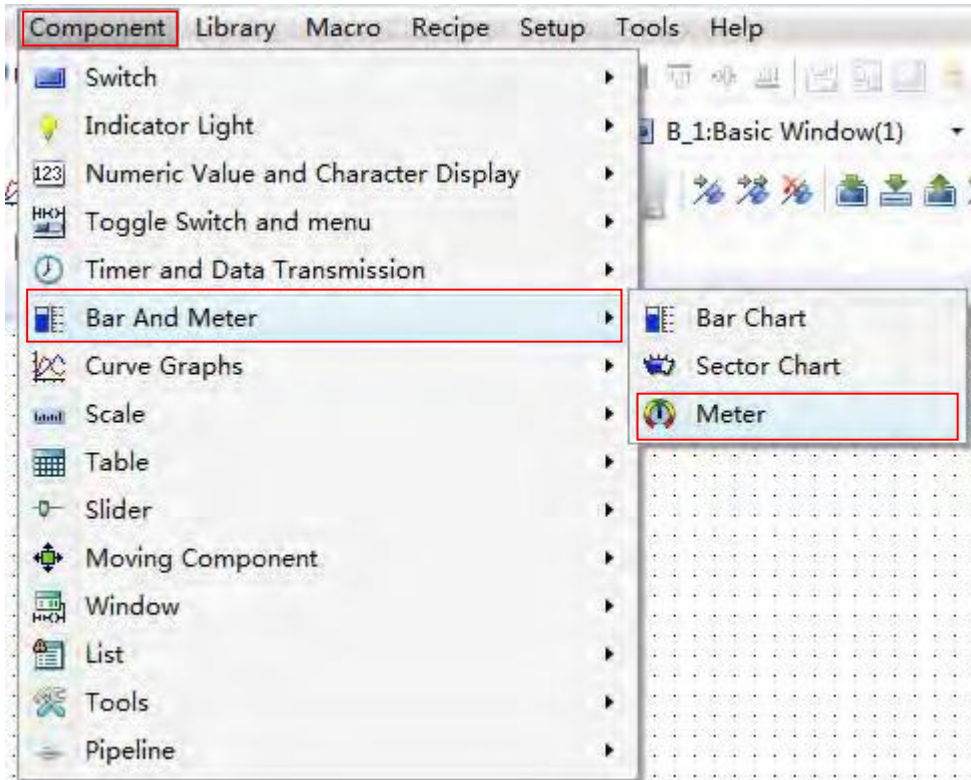 Component Library Macro Recipe Setup Tools Help
Switch
Indicator Light
B_1:Basic Window(1)
123 Numeric Value and Character Display
Toggle Switch and menu
Timer and Data Transmission
Bar And Meter
Bar Chart
Curve Graphs
Sector Chart
Scale
Meter
Table
Slider
Moving Component
Window
List
Tools
Pipeline